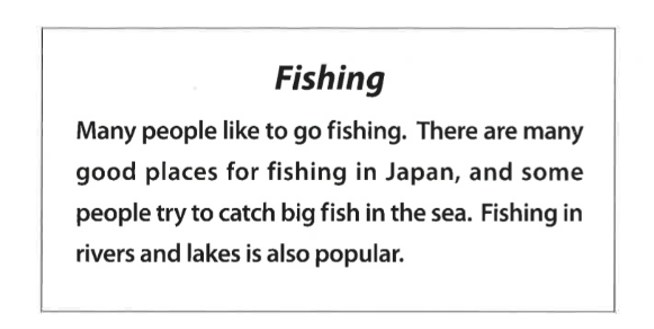 Fishing
Many people like to go fishing. There are many
good places for fishing in Japan, and some
people try to catch big fish in the sea. Fishing in
rivers and lakes is also popular.